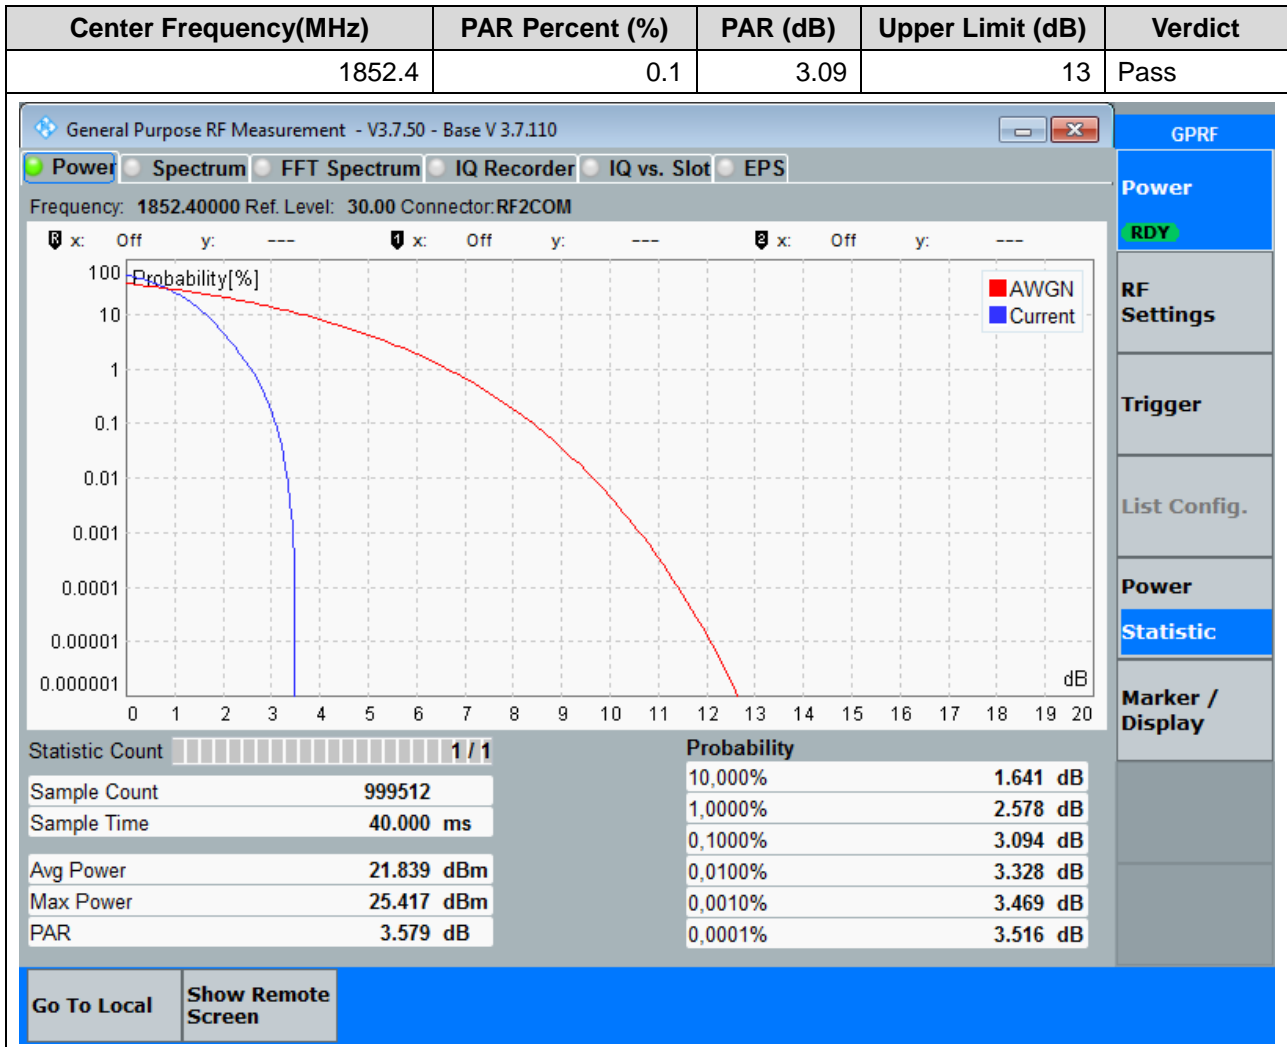 Center Frequency(MHz) PAR Percent (%) PAR (dB) Upper Limit (dB) Verdict
1852.4 0.1 3.09 13 Pass
General Purpose RF Measurement - V3.7.50 - Base V 3.7.110
GPRF
Power Spectrum FFT Spectrum IQ Recorder IQ vs. Slot EPS
Power
RDY
Frequency: 1852.40000 Ref. Level: 30.00 Connector:RF2COM
R x: Off y: --- 1 x: Off y: --- 2 x: Off y: ---
Probability[%]
AWGN
Current
100
10
1
0.1
0.01
0.001
0.0001
0.00001
0.000001
dB
0 1 2 3 4 5 6 7 8 9 10 11 12 13 14 15 16 17 18 19 20
RF
Settings
Trigger
List Config.
Power
Statistic
Marker /
Display
Statistic Count 1 / 1
Sample Count 999512
Sample Time 40.000 ms
Avg Power 21.839 dBm
Max Power 25.417 dBm
PAR 3.579 dB
Probability
10,000% 1.641 dB
1,0000% 2.578 dB
0,1000% 3.094 dB
0,0100% 3.328 dB
0,0010% 3.469 dB
0,0001% 3.516 dB
Go To Local
Show Remote
Screen